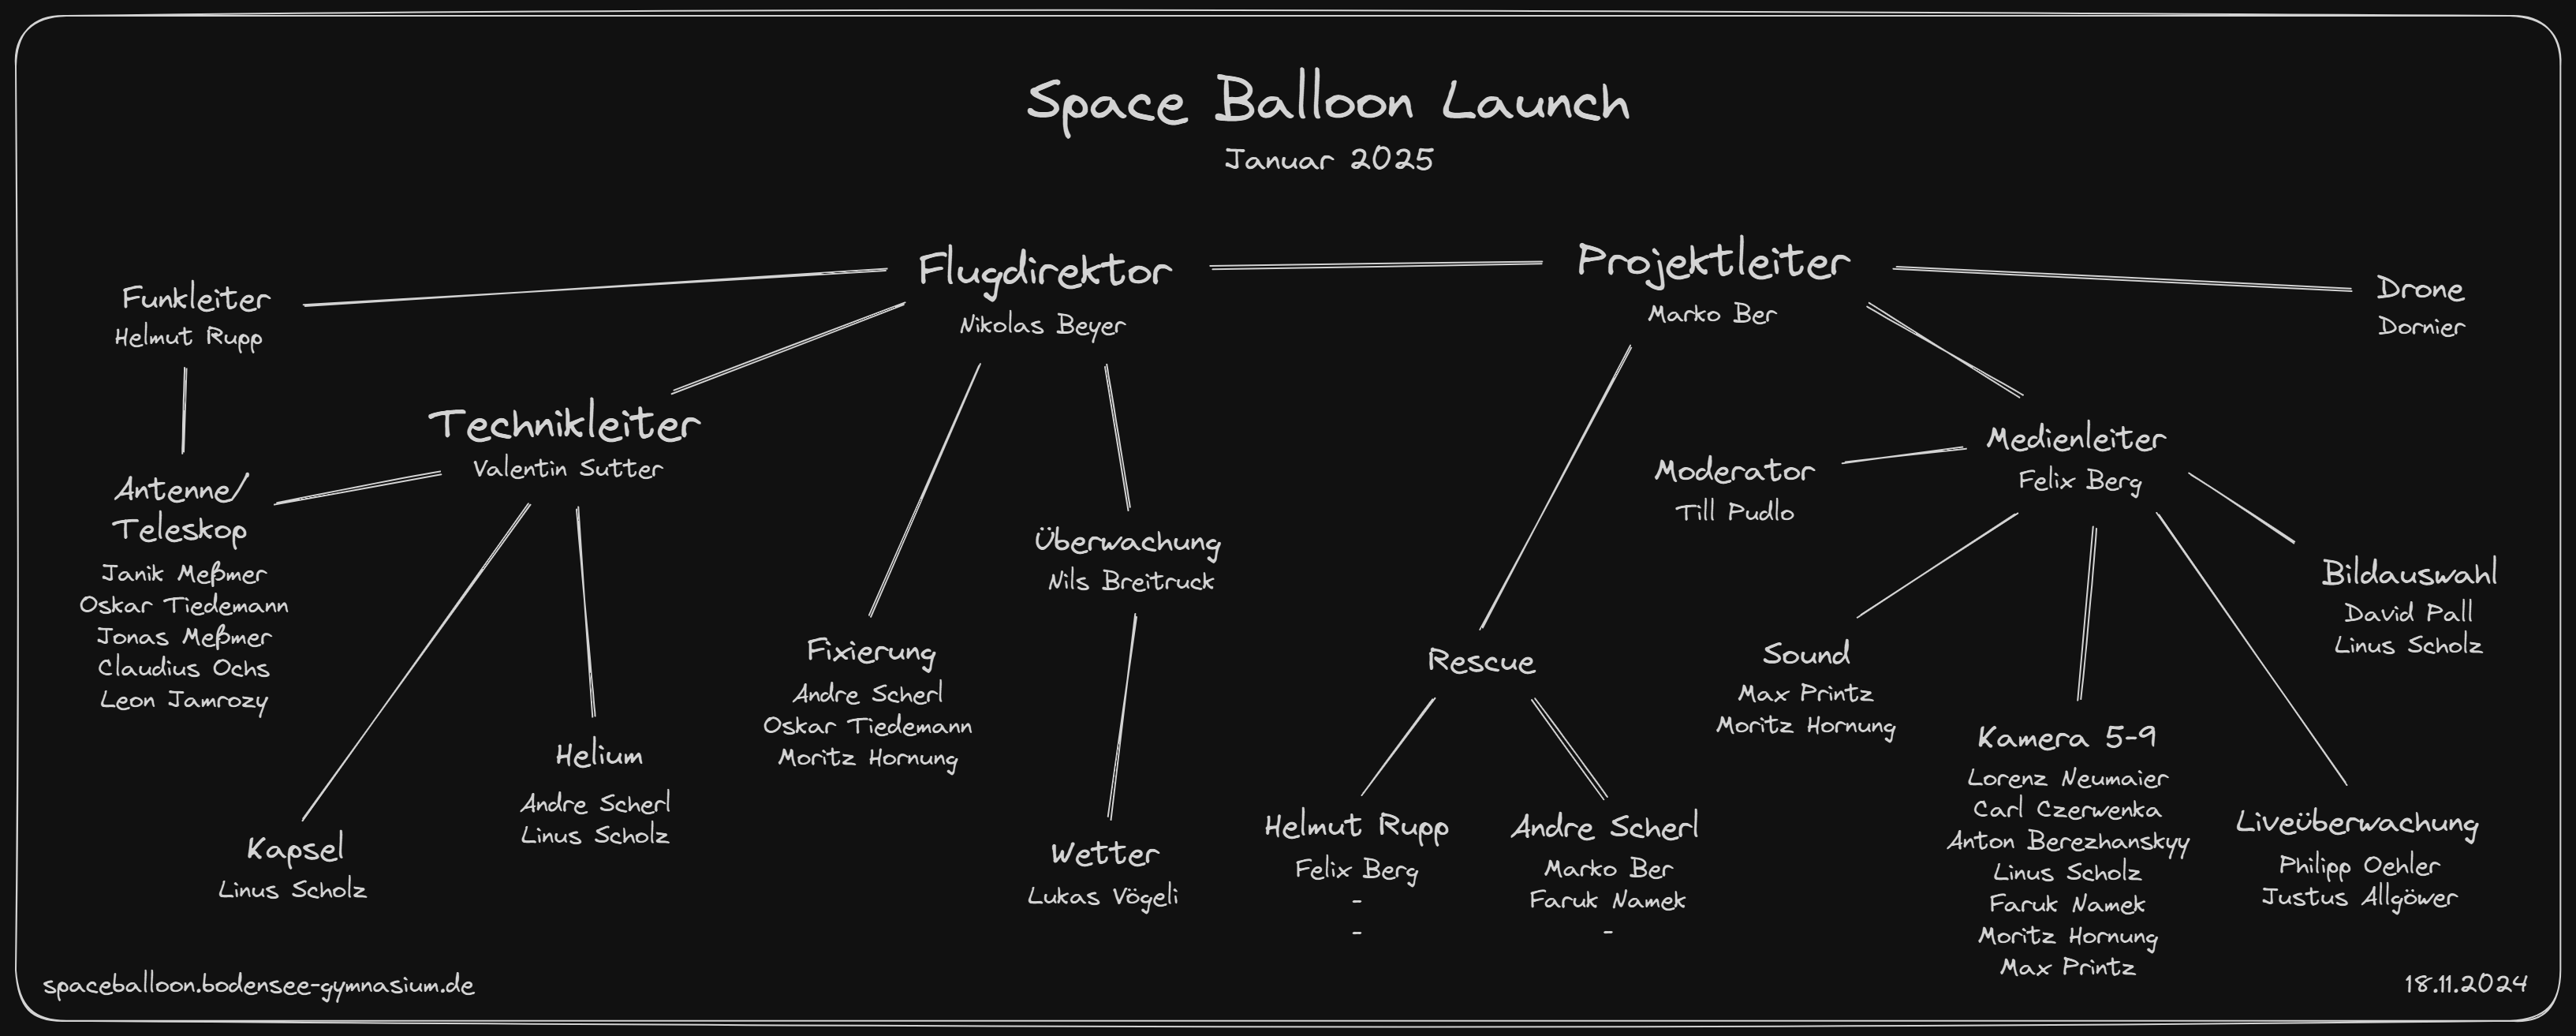 Space Balloon Launch
Januar 2025
Funkleiter
Helmut Rupp
Flugdirektor
Nikolas Beyer
Projektleiter
Marko Ber
Drone
Dornier
Technikleiter
Valentin Sutter
Antenne/
Teleskop
Janik Meßmer
Oskar Tiedemann
Jonas Meßmer
Claudius Ochs
Leon Jamrozy
Kapsel
Linus Scholz
Helium
Andre Scherl
Linus Scholz
Fixierung
Andre Scherl
Oskar Tiedemann
Moritz Hornung
Überwachung
Nils Breitruck
Wetter
Lukas Vögeli
Rescue
Helmut Rupp
Felix Berg
-
-
Andre Scherl
Marko Ber
Faruk Namek
-
Medienleiter
Felix Berg
Moderator
Till Pudlo
Sound
Max Printz
Moritz Hornung
Kamera 5-9
Lorenz Neumaier
Carl Czerwenka
Anton Berezhanskyy
Linus Scholz
Faruk Namek
Moritz Hornung
Max Printz
Liveüberwachung
Philipp Oehler
Justus Allgöwer
Bildauswahl
David Pall
Linus Scholz
spaceballoon.bodensee-gymnasium.de
18.11.2024